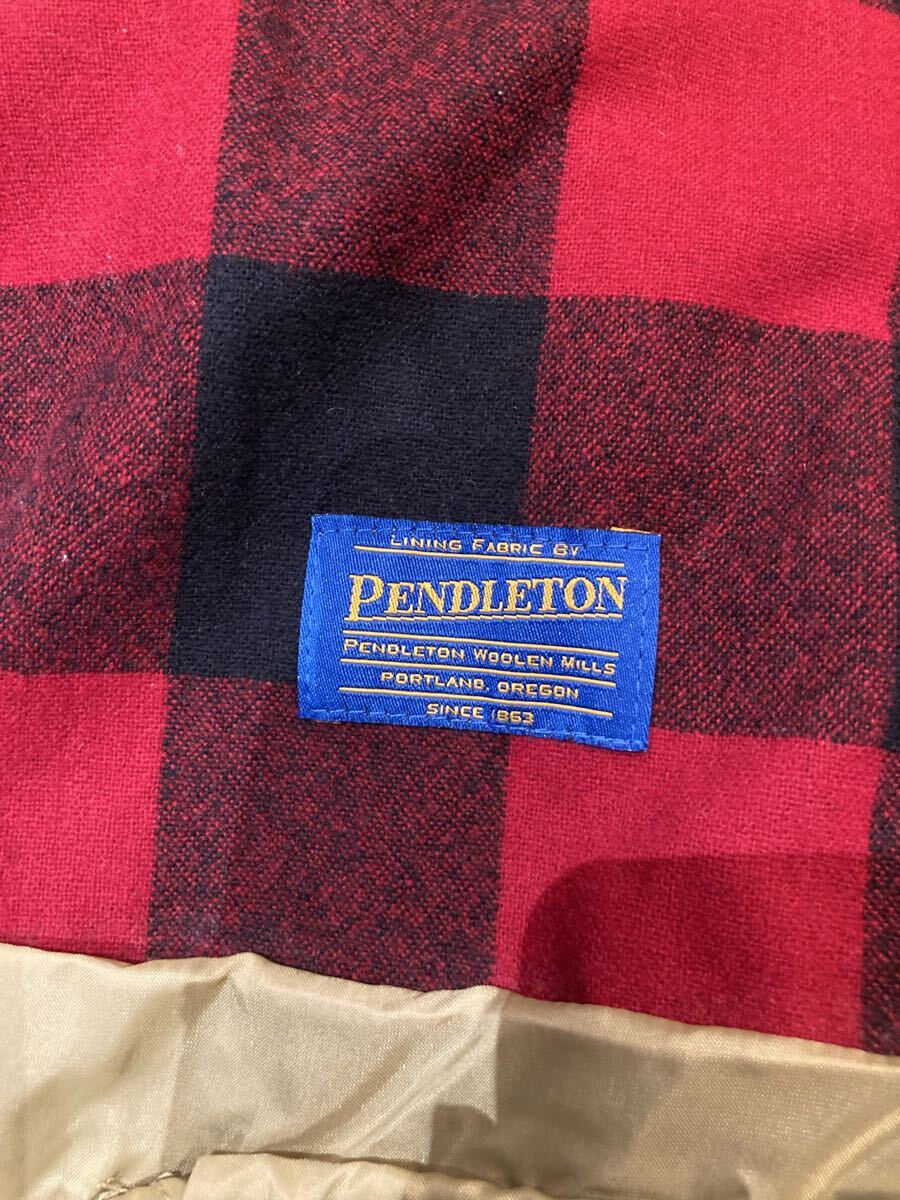 LINING FABRIC BY
PENDLETON
PENDLETON WOOLEN MILLS
PORTLAND, OREGON
SINCE 1863